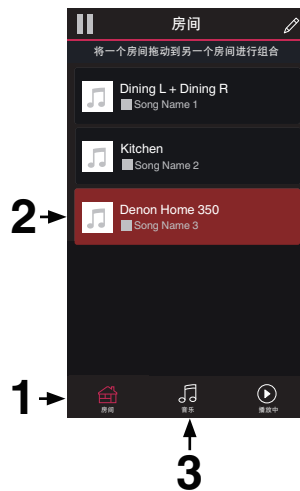 房间
将一个房间拖动到另一个房间进行组合
Dining L + Dining R
Song Name 1
Kitchen
Song Name 2
2
Denon Home 350
Song Name 3
1
房间
音乐
播放中
3